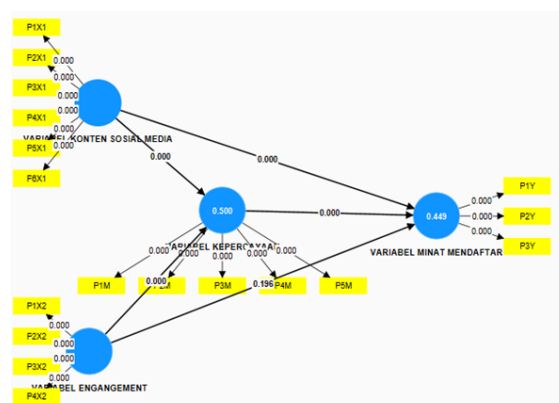 P1X1
0.000
P2X1
0.000
P3X1
0.000
P4X1
0.000
0.000
P5X1
0.000
P6X1
VARIABEL KONTEN SOSIAL MEDIA
0.000
0.000
0.500
0.000
VARIABEL KEPERCAYAAN
0.449
VARIABEL MINAT MENDAFTAR
0.000
P1Y
0.000
P2Y
0.000
P3Y
0.000
0.000
0.000
0.000
0.000
P1M
P2M
P3M
P4M
P5M
0.000
0.196
P1X2
0.000
P2X2
0.000
0.000
P3X2
0.000
P4X2
VARIABEL ENGANGEMENT